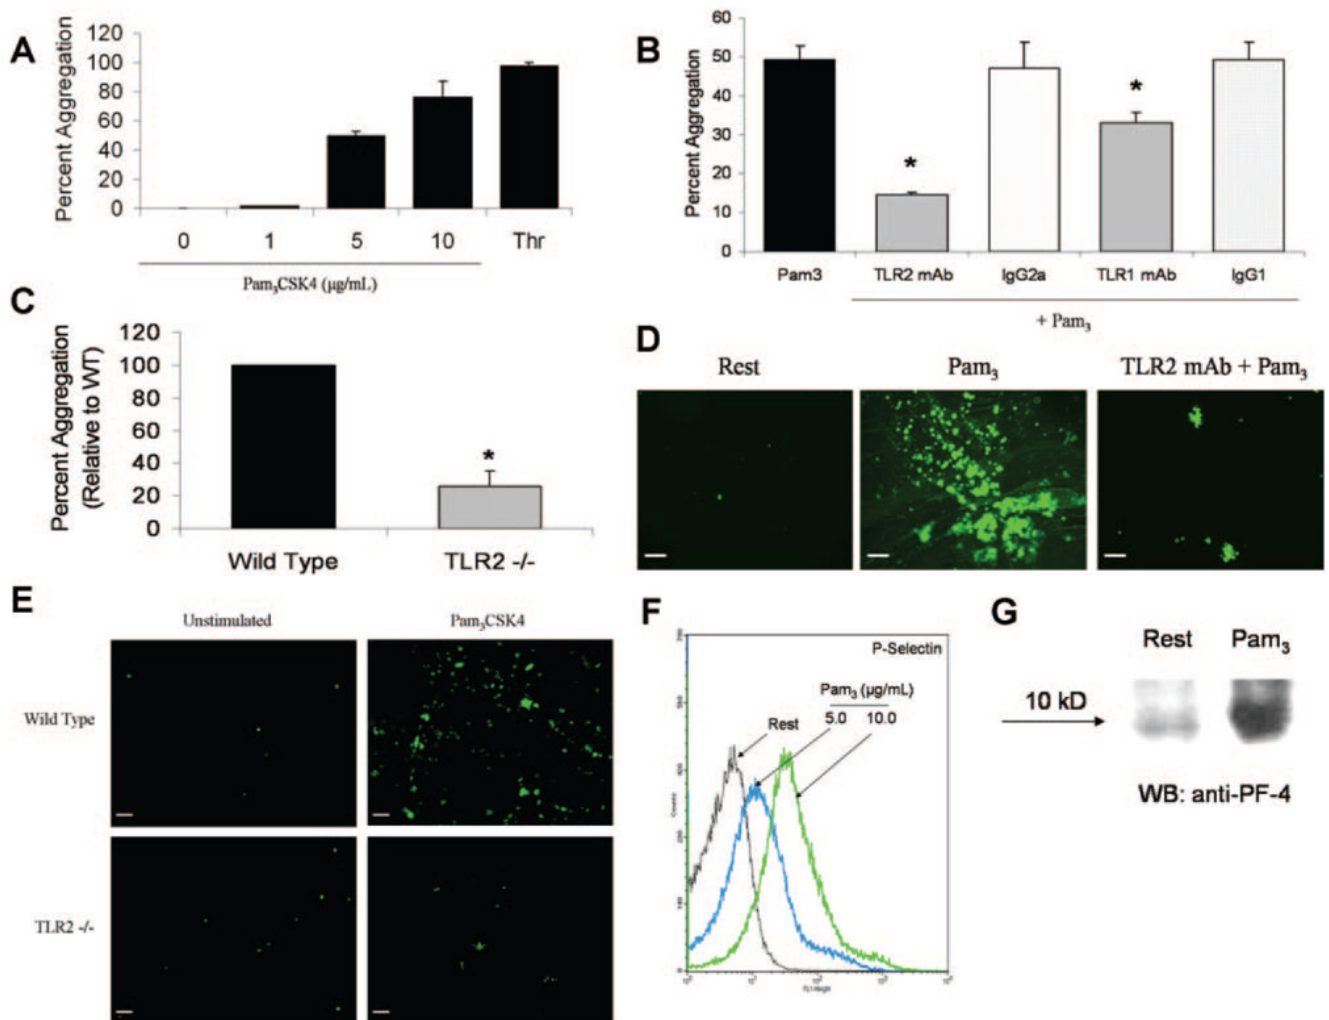 A
Percent Aggregation
120
100
80
60
40
20
0
0 1 5 10 Thr
Pam3CSK4 (μg/mL)
B
Percent Aggregation
60
50
40
30
20
10
0
*
*
Pam3 TLR2 mAb IgG2a TLR1 mAb IgG1
+ Pam3
C
Percent Aggregation
(Relative to WT)
120
100
80
60
40
20
0
*
Wild Type TLR2 -/-
D
Rest Pam3 TLR2 mAb + Pam3
E
Unstimulated Pam3CSK4
Wild Type
TLR2 -/-
F
P-Selectin
Pam3 (μg/mL)
5.0 10.0
Rest
G
Rest Pam3
10 kD
WB: anti-PF-4